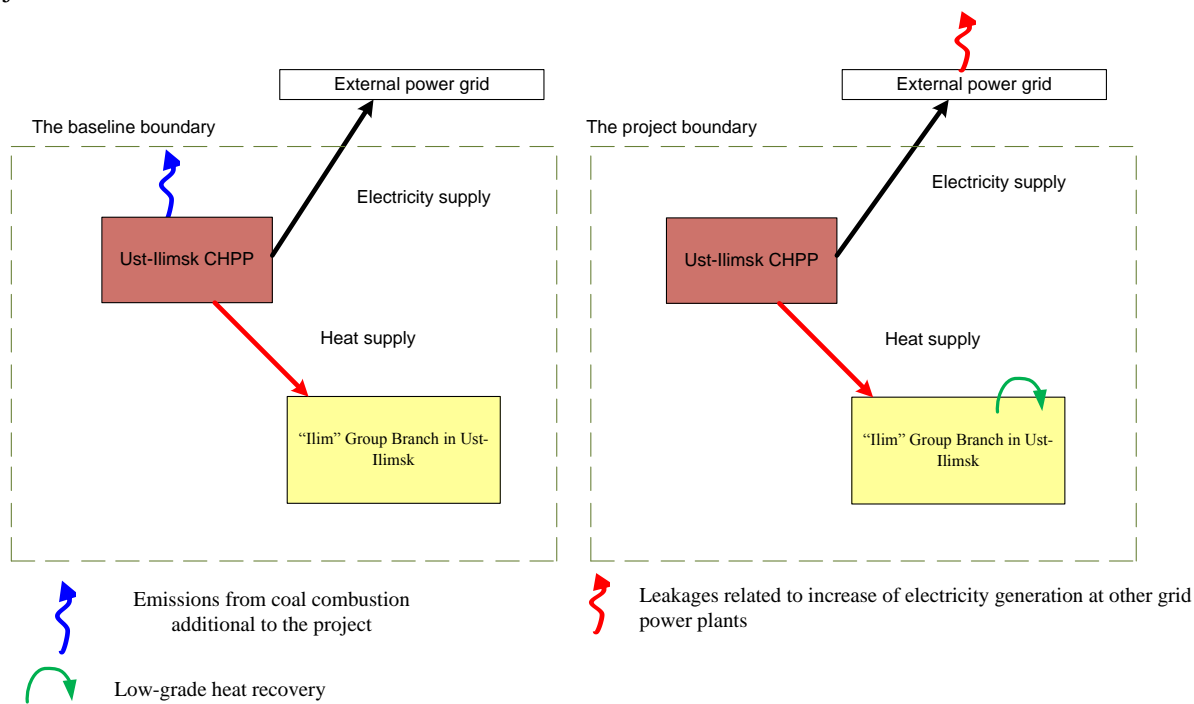 External power grid
The baseline boundary
Electricity supply
Ust-Ilimsk CHPP
Heat supply
“Ilim” Group Branch in Ust-
Ilimsk
External power grid
The project boundary
Electricity supply
Ust-Ilimsk CHPP
Heat supply
“Ilim” Group Branch in Ust-
Ilimsk
Emissions from coal combustion
additional to the project
Leakages related to increase of electricity generation at other grid
power plants
Low-grade heat recovery